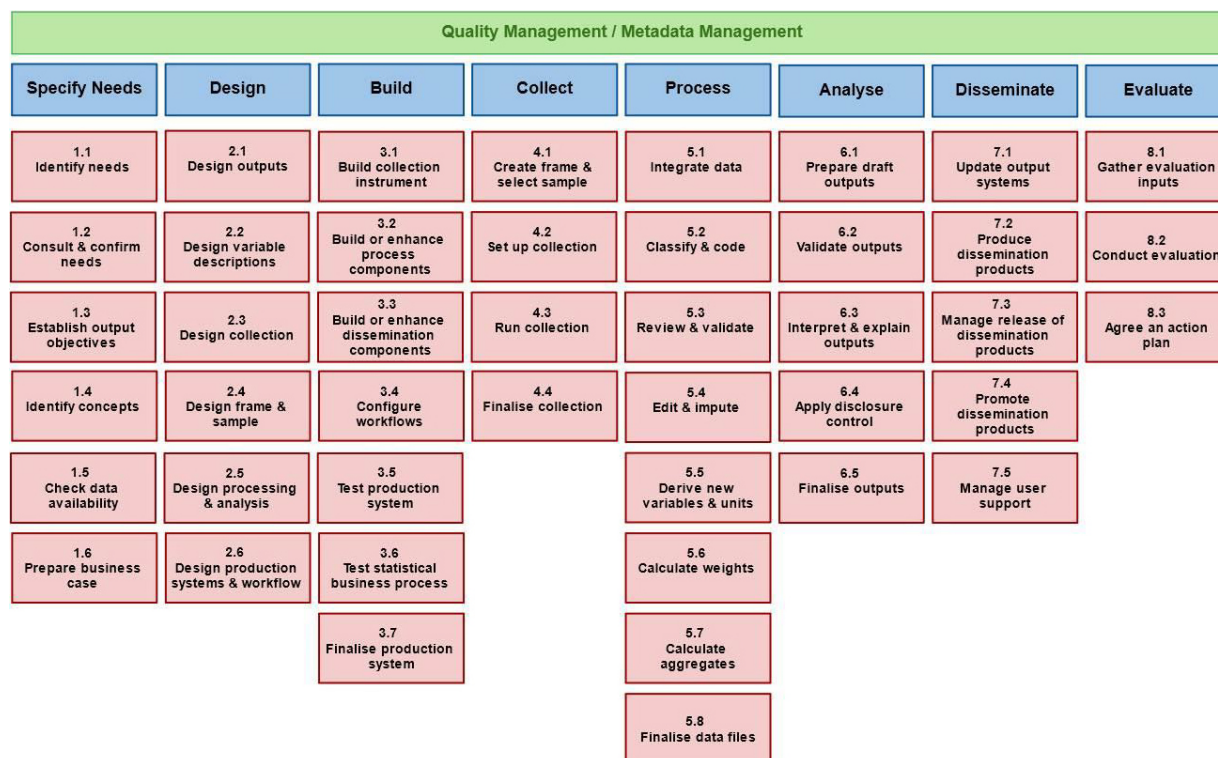 Quality Management / Metadata Management
Specify Needs
Design
Build
Collect
Process
Analyse
Disseminate
Evaluate
1.1
Identify needs
2.1
Design outputs
3.1
Build collection
instrument
4.1
Create frame &
select sample
5.1
Integrate data
6.1
Prepare draft
outputs
7.1
Update output
systems
8.1
Gather evaluation
inputs
1.2
Consult & confirm
needs
2.2
Design variable
descriptions
3.2
Build or enhance
process
components
4.2
Set up collection
5.2
Classify & code
6.2
Validate outputs
7.2
Produce
dissemination
products
8.2
Conduct evaluation
1.3
Establish output
objectives
2.3
Design collection
3.3
Build or enhance
dissemination
components
4.3
Run collection
5.3
Review & validate
6.3
Interpret & explain
outputs
7.3
Manage release of
dissemination
products
8.3
Agree an action
plan
1.4
Identify concepts
2.4
Design frame &
sample
3.4
Configure
workflows
4.4
Finalise collection
5.4
Edit & impute
6.4
Apply disclosure
control
7.4
Promote
dissemination
products
1.5
Check data
availability
2.5
Design processing
& analysis
3.5
Test production
system
5.5
Derive new
variables & units
6.5
Finalise outputs
7.5
Manage user
support
1.6
Prepare business
case
2.6
Design production
systems & workflow
3.6
Test statistical
business process
5.6
Calculate weights
3.7
Finalise production
system
5.7
Calculate
aggregates
5.8
Finalise data files